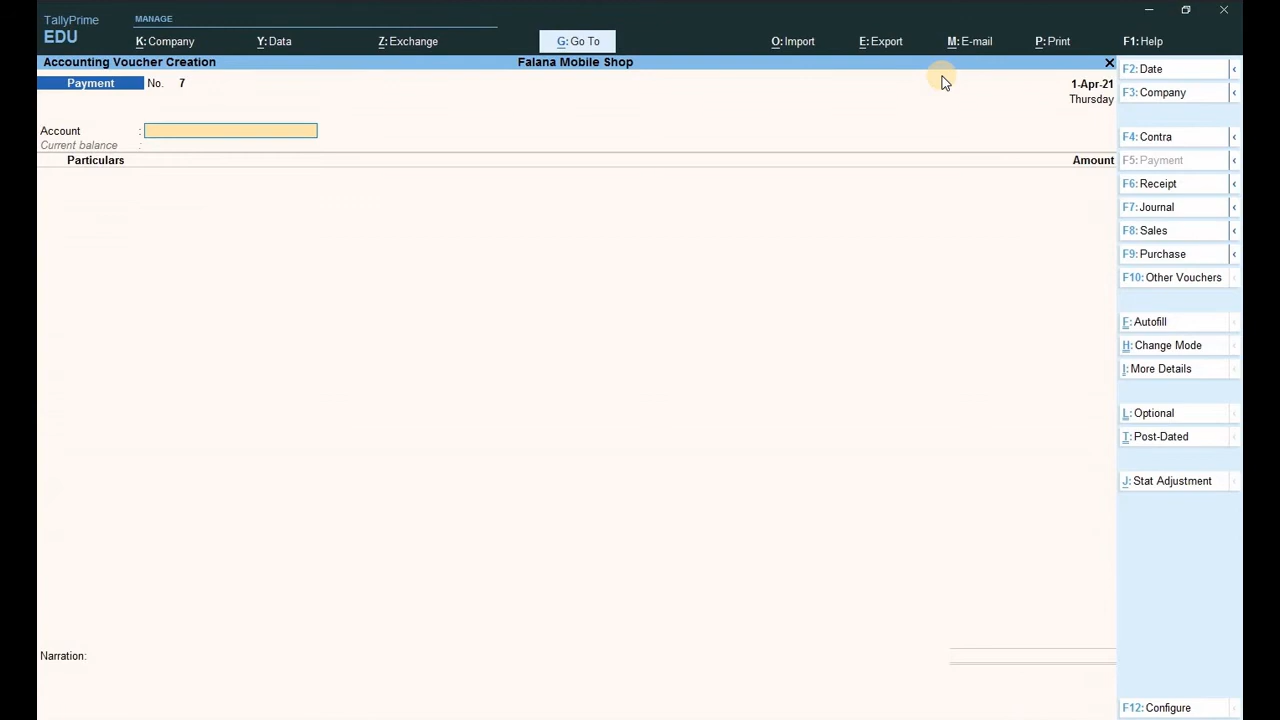 TallyPrime
EDU
MANAGE
K: Company
Y: Data
Z: Exchange
G: Go To
O: Import
E: Export
M: E-mail
P: Print
F1: Help
Accounting Voucher Creation
Falana Mobile Shop
Payment No. 7
1-Apr-21
Thursday
Account :
Current balance :
Particulars
Amount
Narration:
F2: Date
F3: Company
F4: Contra
F5: Payment
F6: Receipt
F7: Journal
F8: Sales
F9: Purchase
F10: Other Vouchers
F: Autofill
H: Change Mode
I: More Details
L: Optional
T: Post-Dated
J: Stat Adjustment
F12: Configure